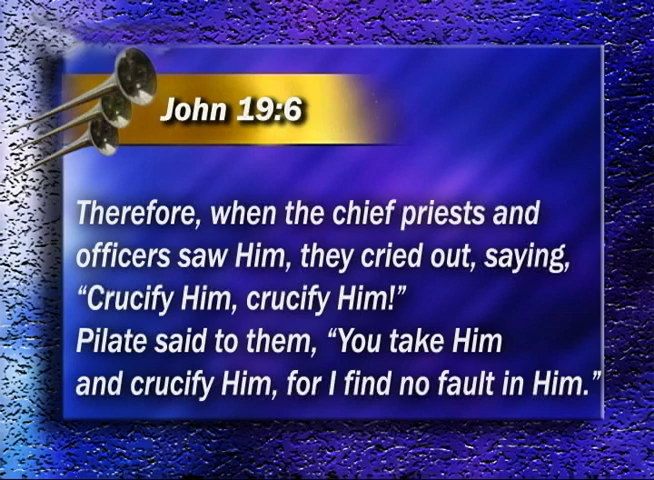 John 19:6
Therefore, when the chief priests and
officers saw Him, they cried out, saying,
“Crucify Him, crucify Him!”
Pilate said to them, “You take Him
and crucify Him, for I find no fault in Him.”